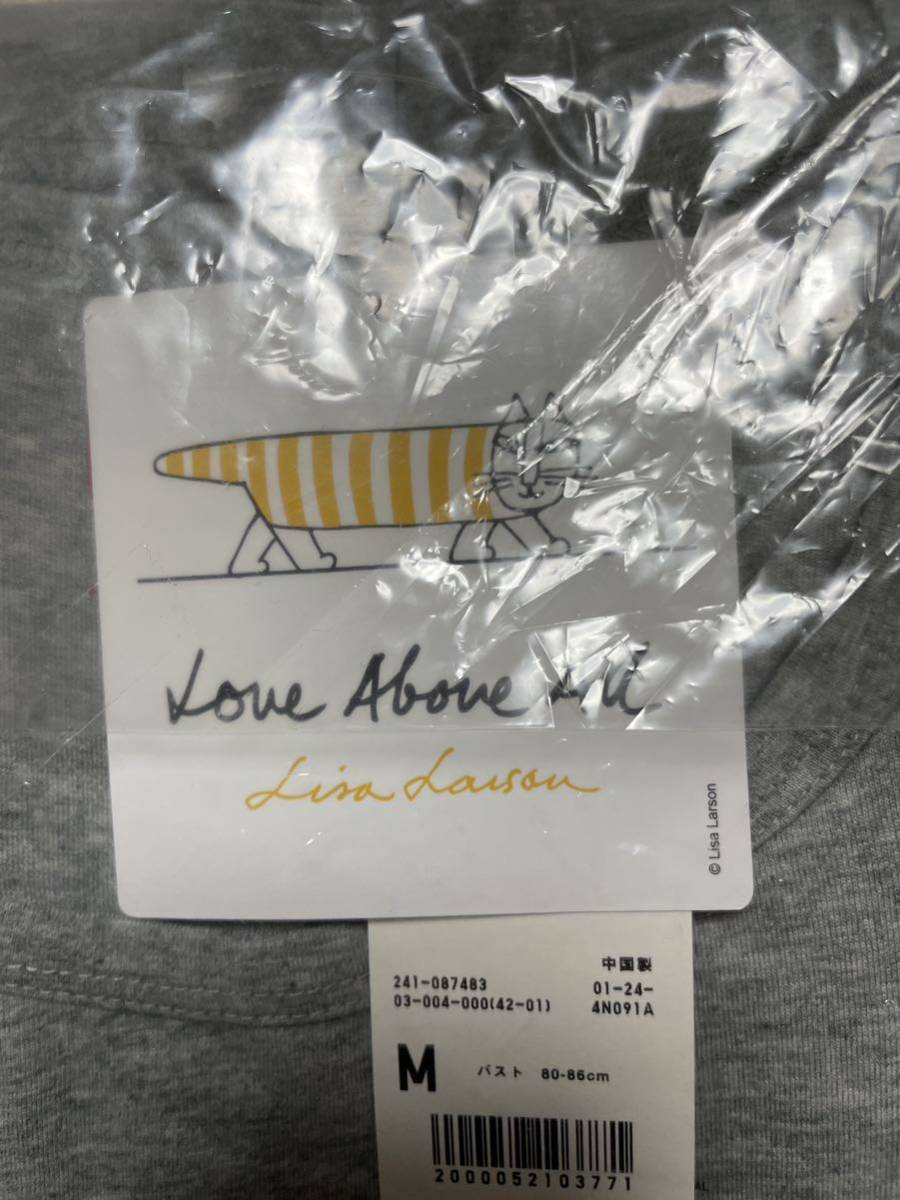 Love Above All
Lisa Larson
© Lisa Larson
中国製
241-087483 01-24-
03-004-000(42-01) 4N091A
M バスト 80-86cm
2000052103771